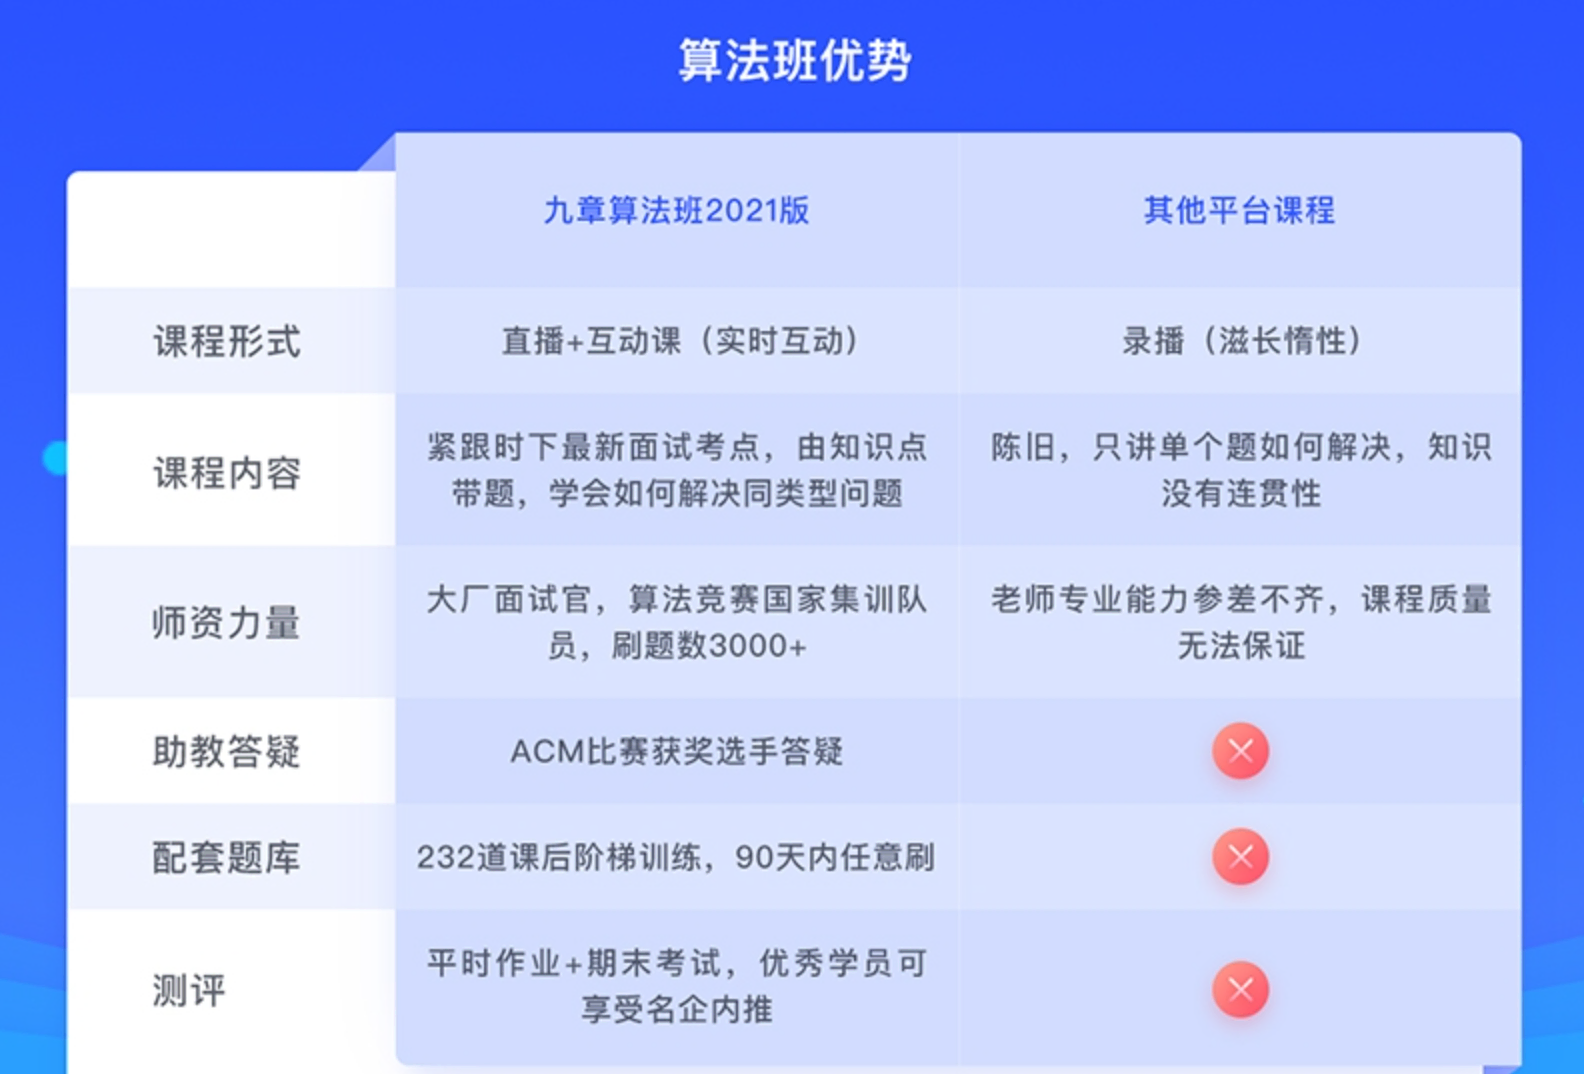 算法班优势
九章算法班2021版
其他平台课程
课程形式
直播+互动课（实时互动）
录播（滋长惰性）
课程内容
紧跟时下最新面试考点，由知识点
带题，学会如何解决同类型问题
陈旧，只讲单个题如何解决，知识
没有连贯性
师资力量
大厂面试官，算法竞赛国家集训队
员，刷题数3000+
老师专业能力参差不齐，课程质量
无法保证
助教答疑
ACM比赛获奖选手答疑
配套题库
232道课后阶梯训练，90天内任意刷
测评
平时作业+期末考试，优秀学员可
享受名企内推